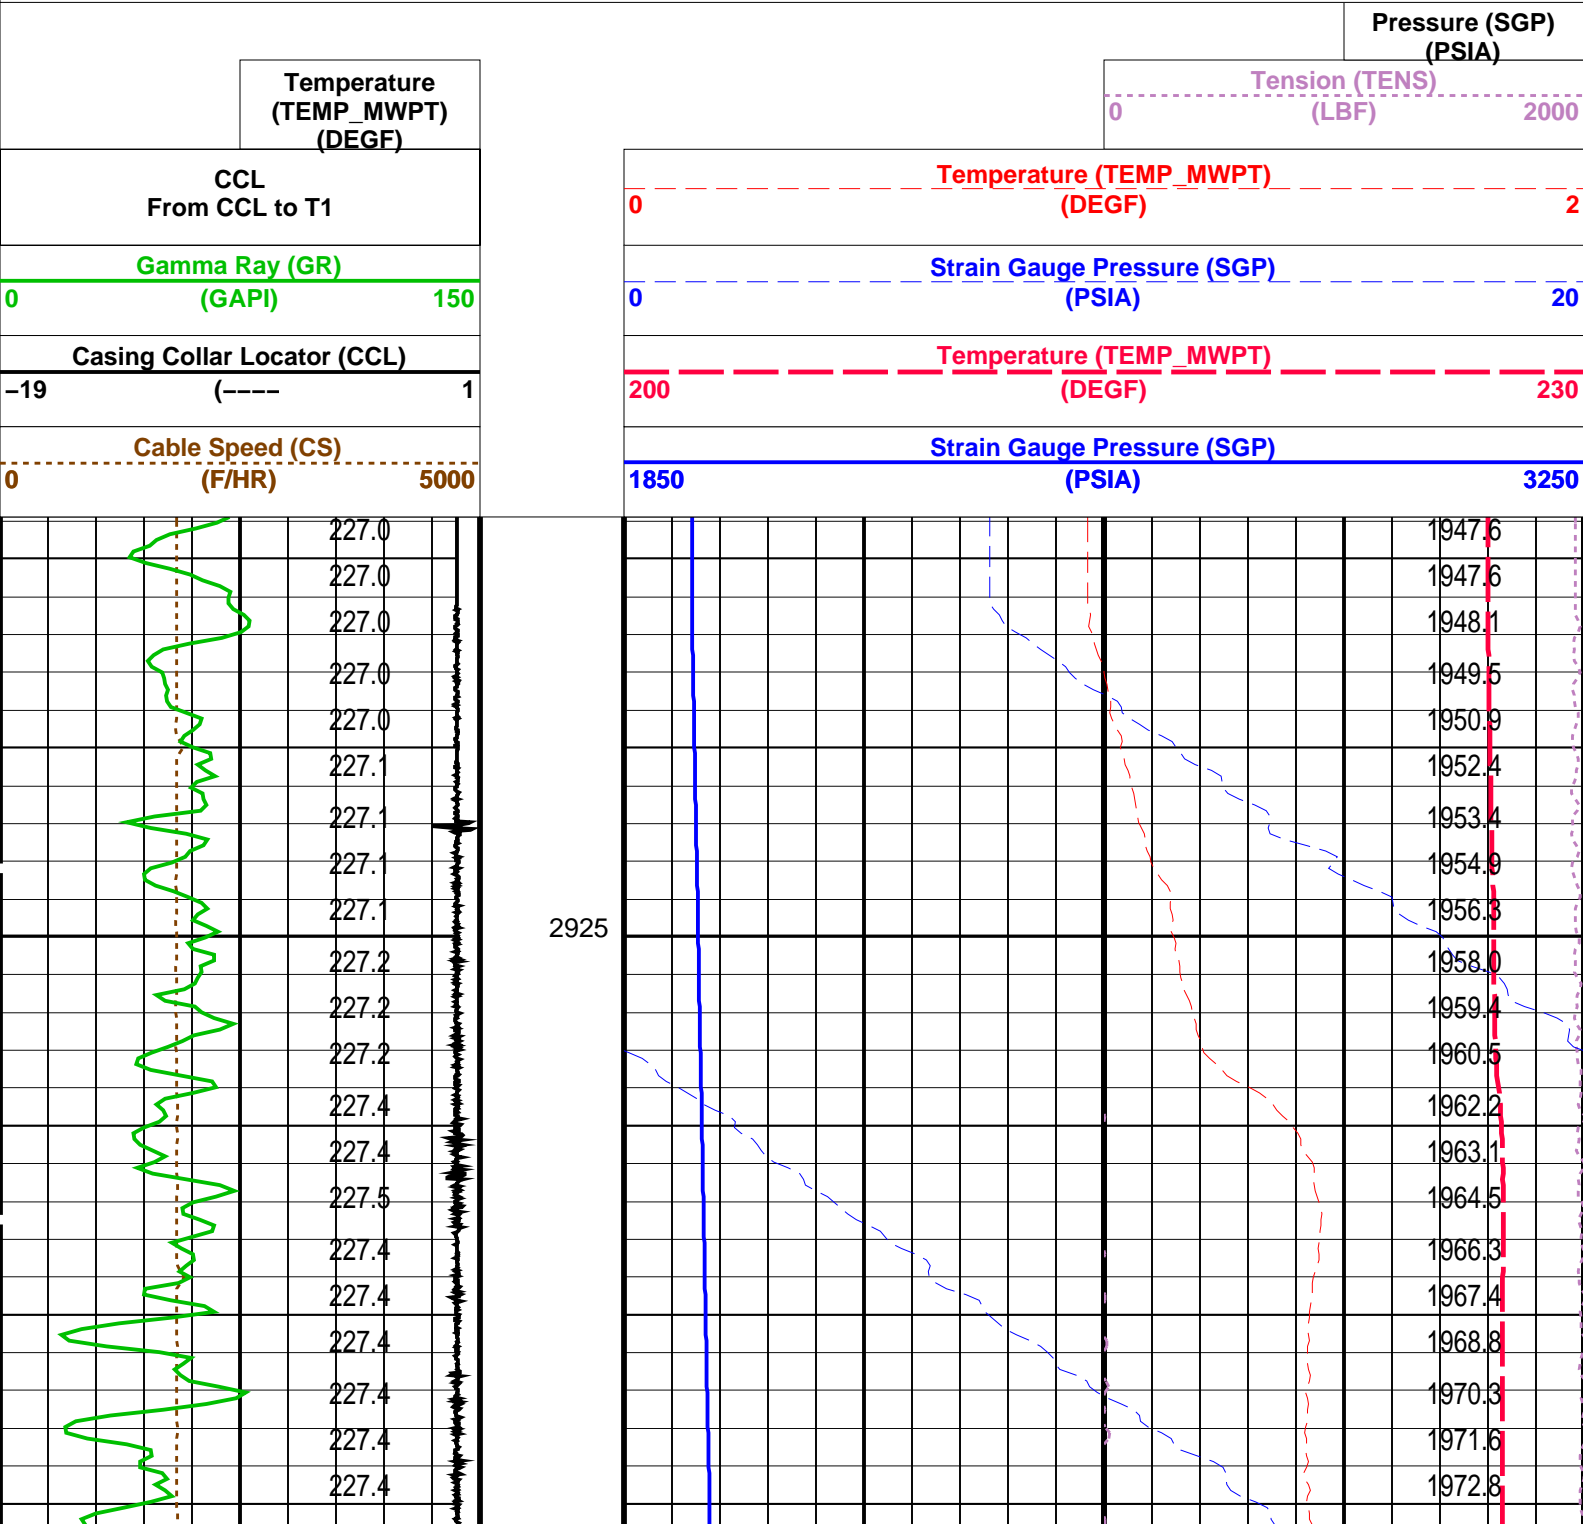 Pressure (SGP)
(PSIA)
Temperature
(TEMP_MWPT)
(DEGF)
Tension (TENS)
0 (LBF) 2000
CCL
From CCL to T1
Temperature (TEMP_MWPT)
0 (DEGF) 2
Gamma Ray (GR)
0 (GAPI) 150
Strain Gauge Pressure (SGP)
0 (PSIA) 20
Casing Collar Locator (CCL)
−19 (−−−− 1
Temperature (TEMP_MWPT)
200 (DEGF) 230
Cable Speed (CS)
0 (F/HR) 5000
Strain Gauge Pressure (SGP)
1850 (PSIA) 3250
227.0 1947.6
227.0 1947.6
227.0 1948.1
227.0 1949.5
227.0 1950.9
227.1 1952.4
227.1 1953.4
227.1 1954.9
227.1 1956.3
2925
227.2 1958.0
227.2 1959.4
227.2 1960.5
227.4 1962.2
227.4 1963.1
227.5 1964.5
227.4 1966.3
227.4 1967.4
227.4 1968.8
227.4 1970.3
227.4 1971.6
227.4 1972.8